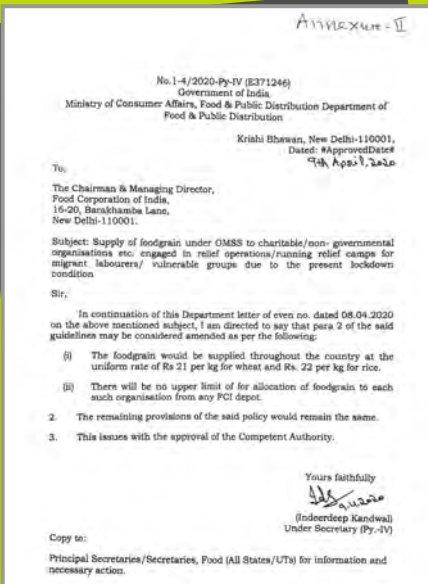 Annexure - II
No.1-4/2020-Py-IV (E371246)
Government of India
Ministry of Consumer Affairs, Food & Public Distribution Department of
Food & Public Distribution
Krishi Bhawan, New Delhi-110001,
Dated: #ApprovedDate#
9th April, 2020
To,
The Chairman & Managing Director,
Food Corporation of India,
16-20, Barakhamba Lane,
New Delhi-110001.
Subject: Supply of foodgrain under OMSS to charitable/non- governmental
organisations etc. engaged in relief operations/running relief camps for
migrant labourers/ vulnerable groups due to the present lockdown
condition
Sir,
In continuation of this Department letter of even no. dated 08.04.2020
on the above mentioned subject, I am directed to say that para 2 of the said
guidelines may be considered amended as per the following:
(i) The foodgrain would be supplied throughout the country at the
uniform rate of Rs 21 per kg for wheat and Rs. 22 per kg for rice.
(ii) There will be no upper limit of for allocation of foodgrain to each
such organisation from any FCI depot.
2. The remaining provisions of the said policy would remain the same.
3. This issues with the approval of the Competent Authority.
Yours faithfully
9.4.2020
(Indeerdeep Kandwal)
Under Secretary (Py.-IV)
Copy to:
Principal Secretaries/Secretaries, Food (All States/UTs) for information and
necessary action.